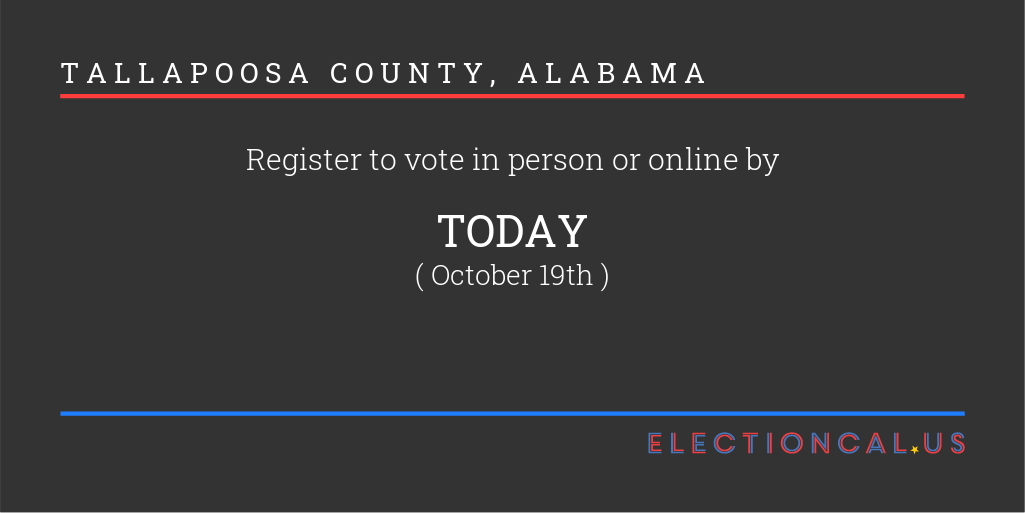 TALLAPOOSA COUNTY, ALABAMA
Register to vote in person or online by
TODAY
( October 19th )
ELECTIONCAL.US